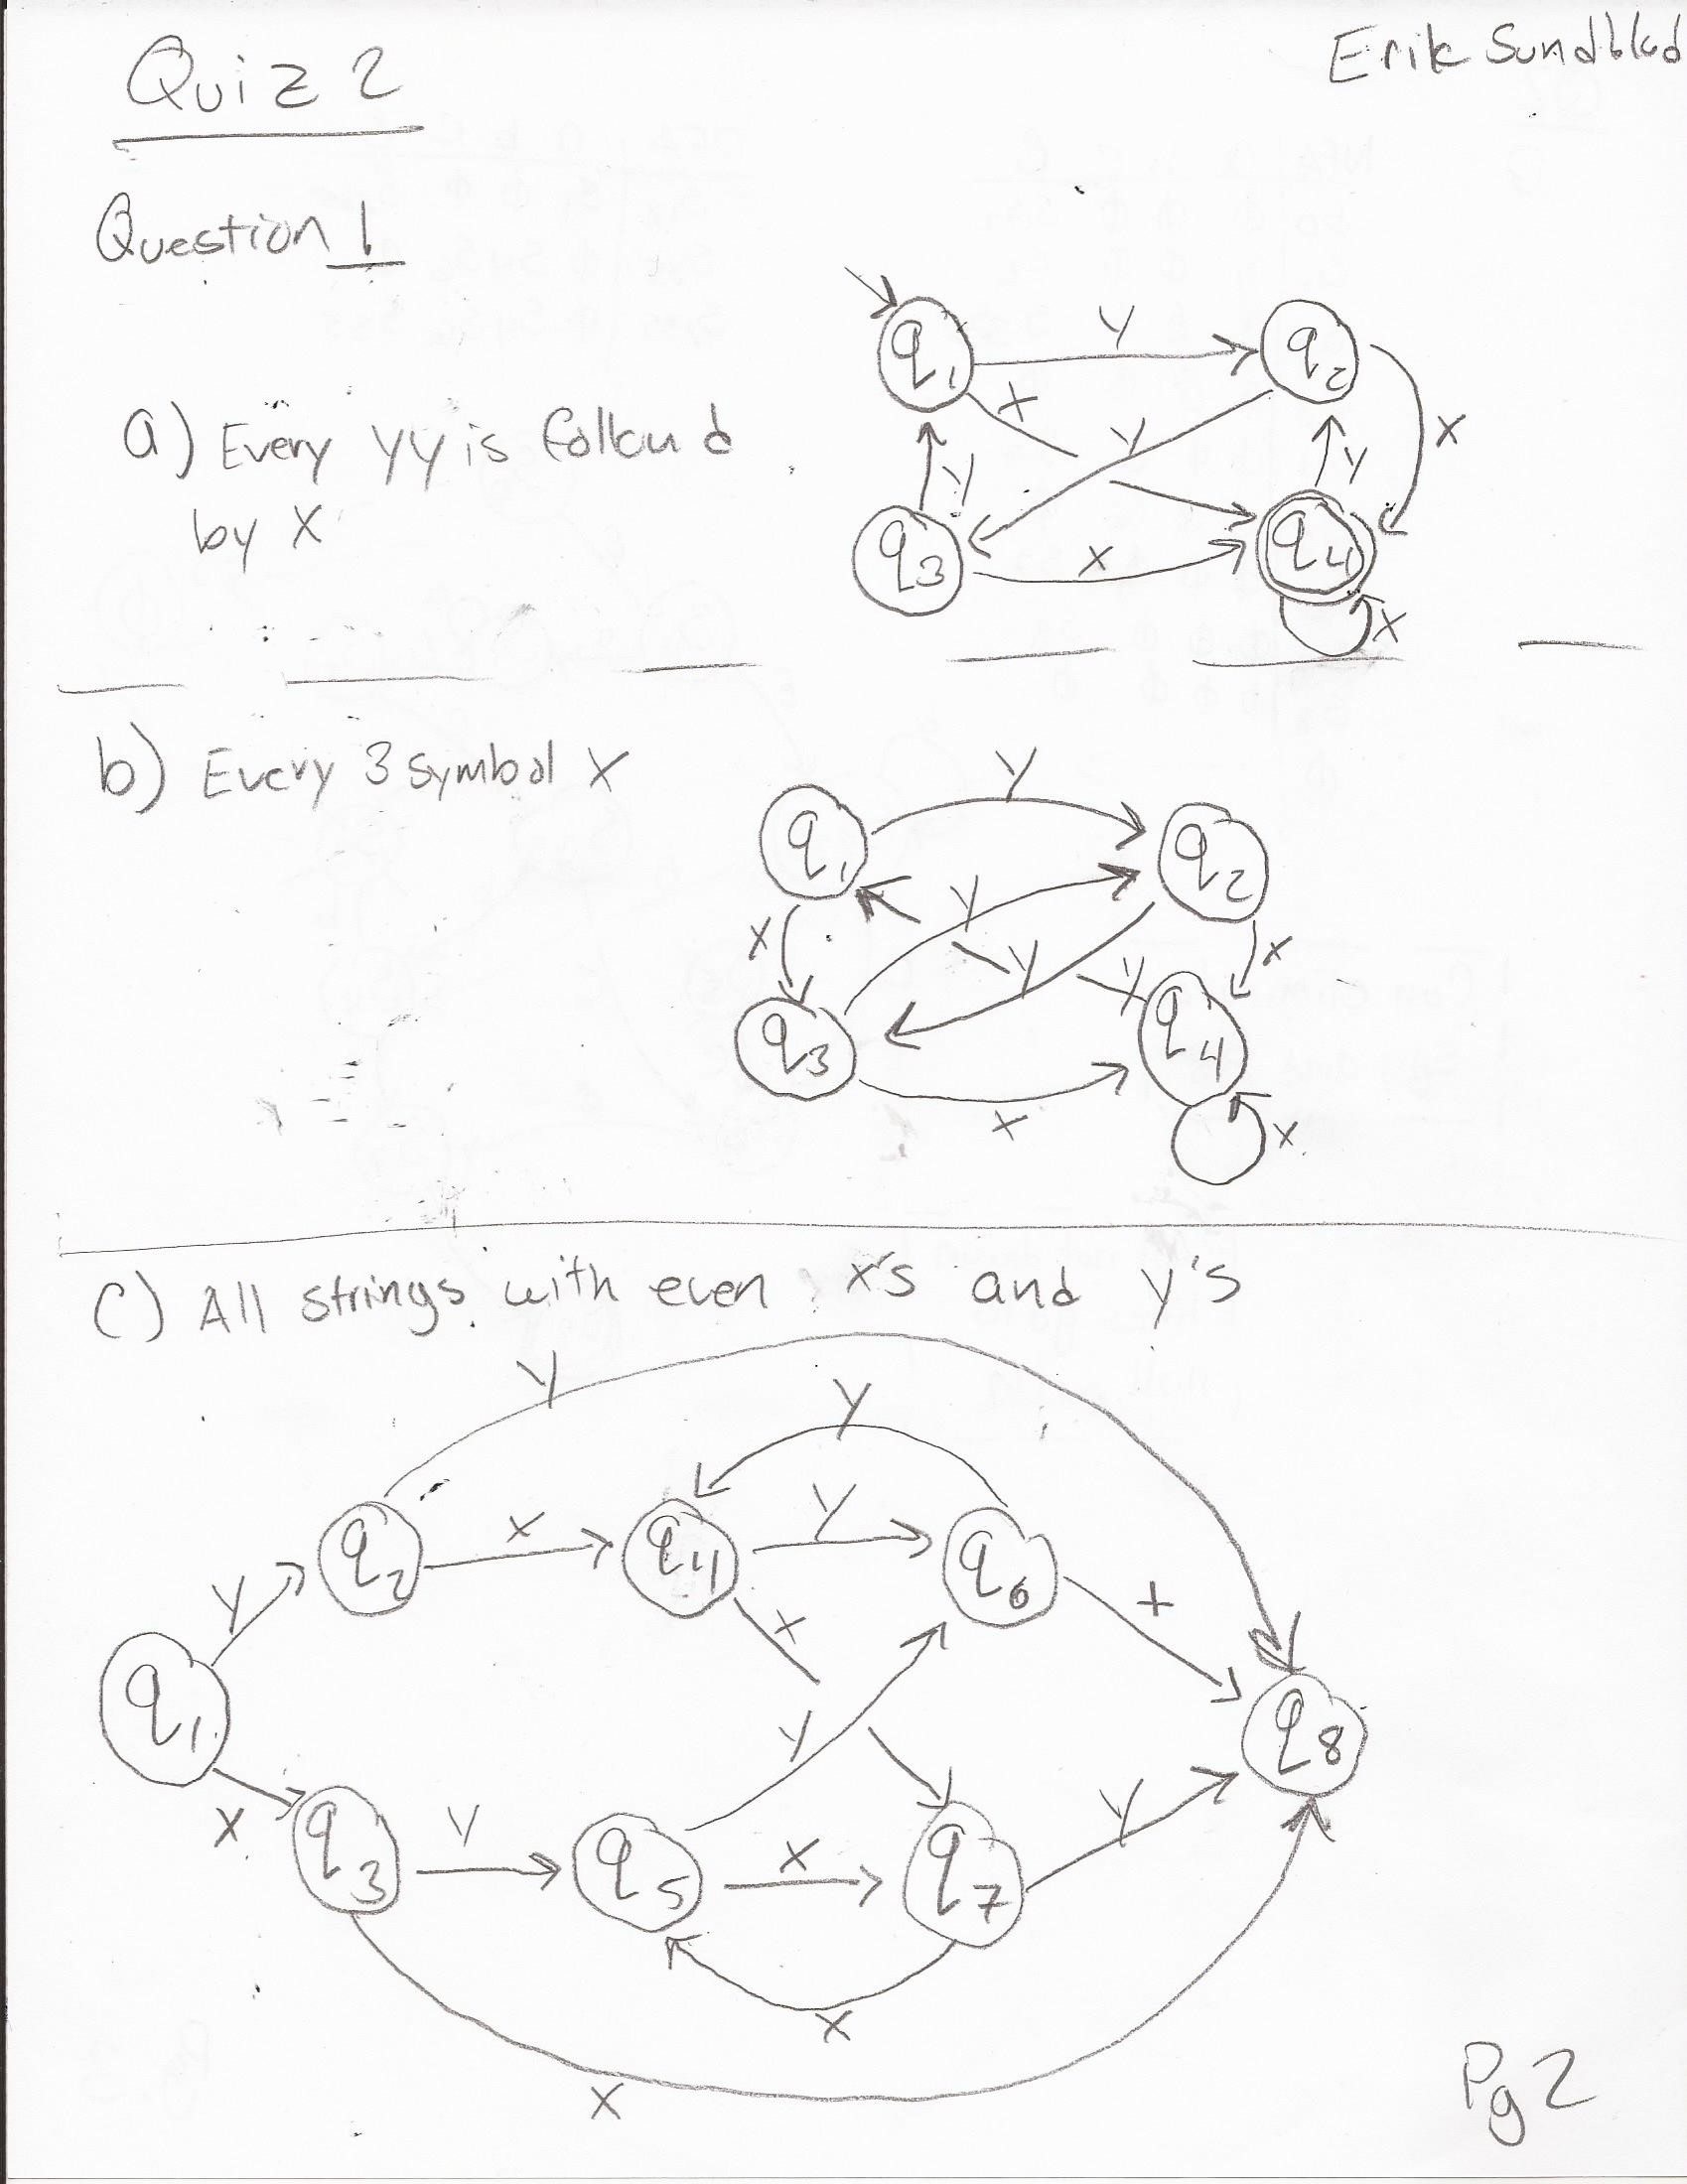 Quiz 2
Erik Sundblad
Question 1
a) Every yy is follow d
by X
q1
y
q2
x
y
x
y
y
q3
x
q4
x
b) Every 3 symbol X
y
q1
q2
y
x
y
y
x
q3
q4
x
x
c) All strings with even x's and y's
y
y
q2
x
q4
y
q6
y
x
x
q1
y
q8
x
q3
y
q5
x
q7
y
x
x
Pg 2